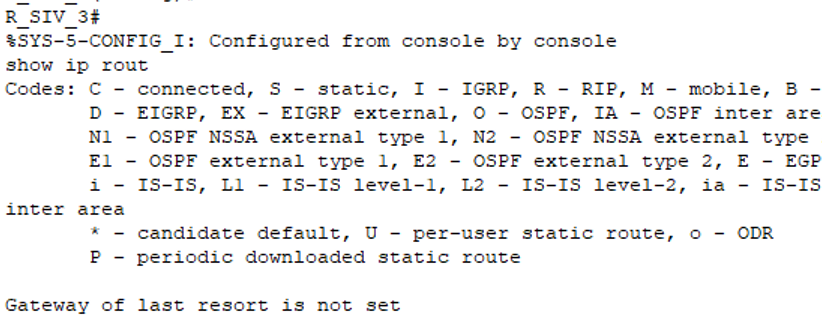 R_SIV_3#
%SYS-5-CONFIG_I: Configured from console by console
show ip rout
Codes: C - connected, S - static, I - IGRP, R - RIP, M - mobile, B -
D - EIGRP, EX - EIGRP external, O - OSPF, IA - OSPF inter are
N1 - OSPF NSSA external type 1, N2 - OSPF NSSA external type
E1 - OSPF external type 1, E2 - OSPF external type 2, E - EGP
i - IS-IS, L1 - IS-IS level-1, L2 - IS-IS level-2, ia - IS-IS
inter area
* - candidate default, U - per-user static route, o - ODR
P - periodic downloaded static route
Gateway of last resort is not set